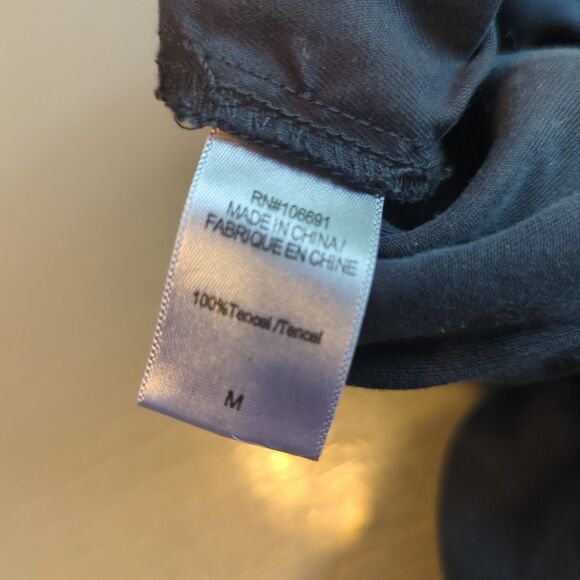 RN#106691
MADE IN CHINA/
FABRIQUE EN CHINE
100%Tencel/Tencel
M